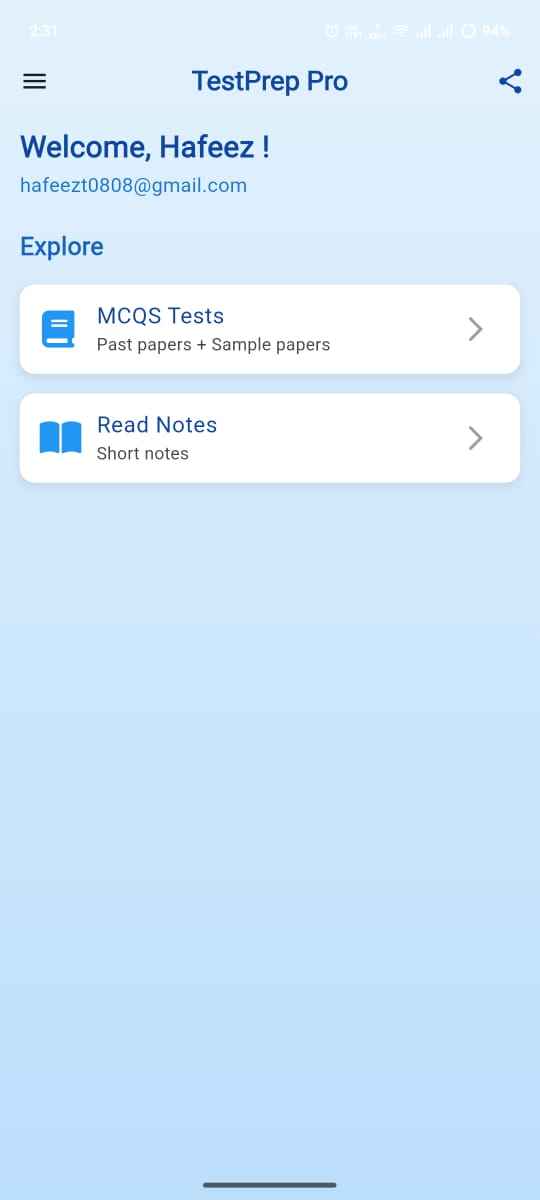 2:31
94%
TestPrep Pro
Welcome, Hafeez !
hafeezt0808@gmail.com
Explore
MCQS Tests
Past papers + Sample papers
Read Notes
Short notes